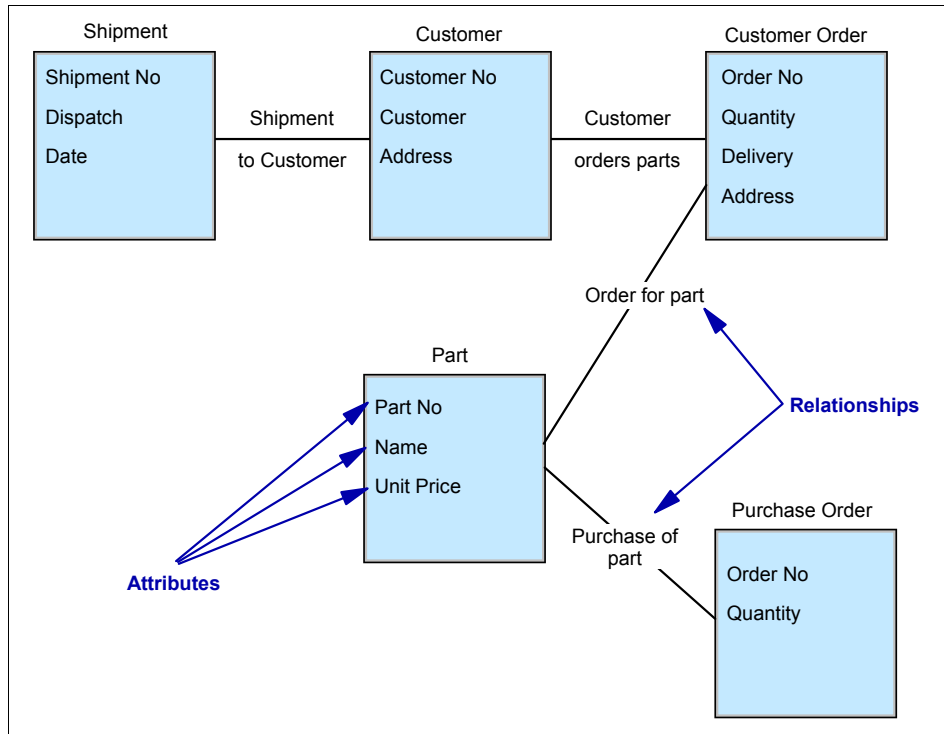 Shipment
Shipment No
Dispatch
Date
Shipment
to Customer
Customer
Customer No
Customer
Address
Customer
orders parts
Customer Order
Order No
Quantity
Delivery
Address
Order for part
Part
Part No
Name
Unit Price
Relationships
Attributes
Purchase of
part
Purchase Order
Order No
Quantity